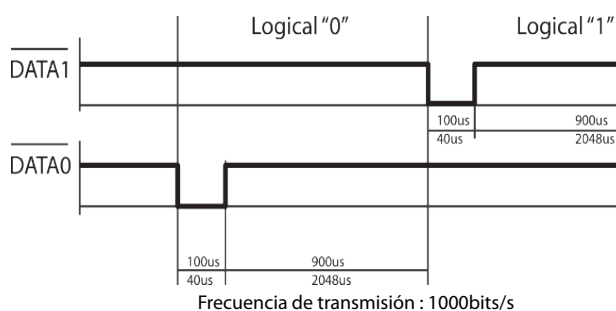 Logical "0" Logical "1"
DATA1
100us 900us
40us 2048us
DATA0
100us 900us
40us 2048us
Frecuencia de transmisión : 1000bits/s